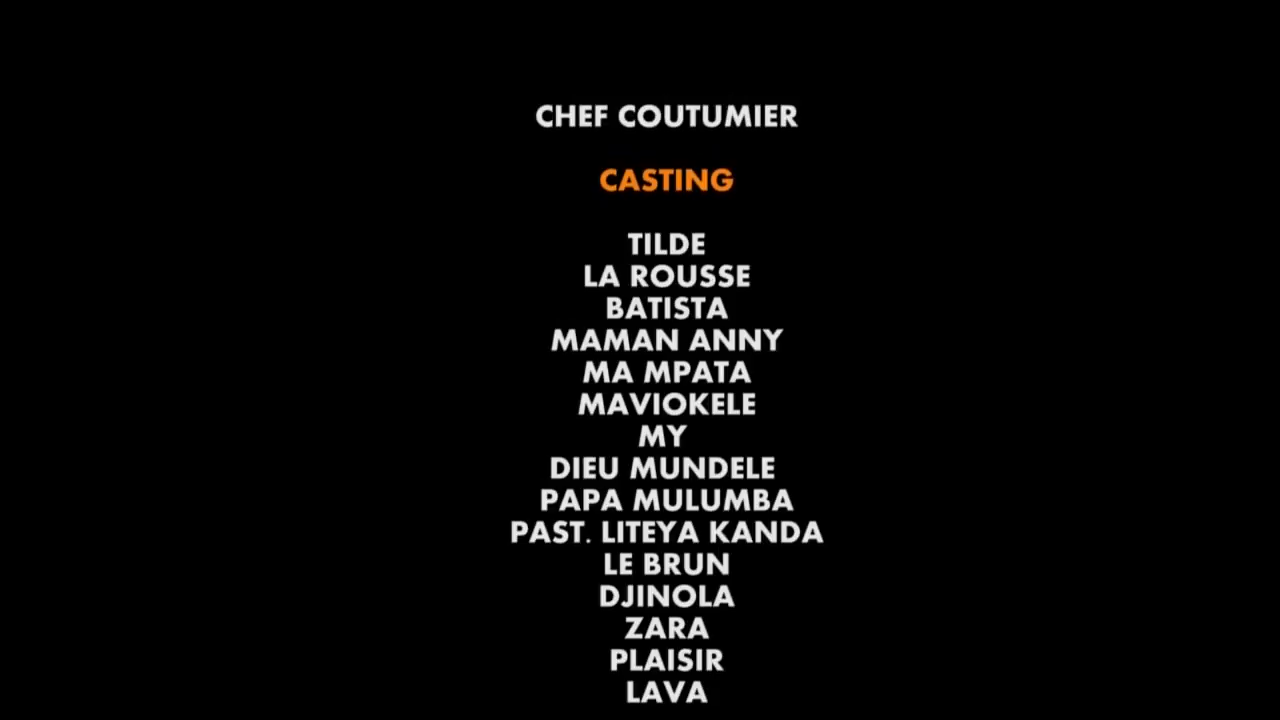 CHEF COUTUMIER
CASTING
TILDE
LA ROUSSE
BATISTA
MAMAN ANNY
MA MPATA
MAVIOKELE
MY
DIEU MUNDELE
PAPA MULUMBA
PAST. LITEYA KANDA
LE BRUN
DJINOLA
ZARA
PLAISIR
LAVA